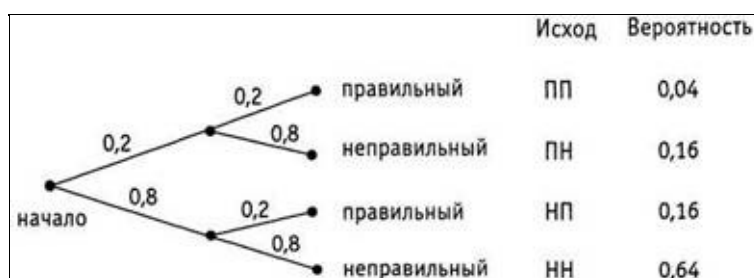 Исход Вероятность
0,2 правильный ПП 0,04
0,2 0,8 неправильный ПН 0,16
0,8 0,2 правильный НП 0,16
начало
0,8 неправильный НН 0,64